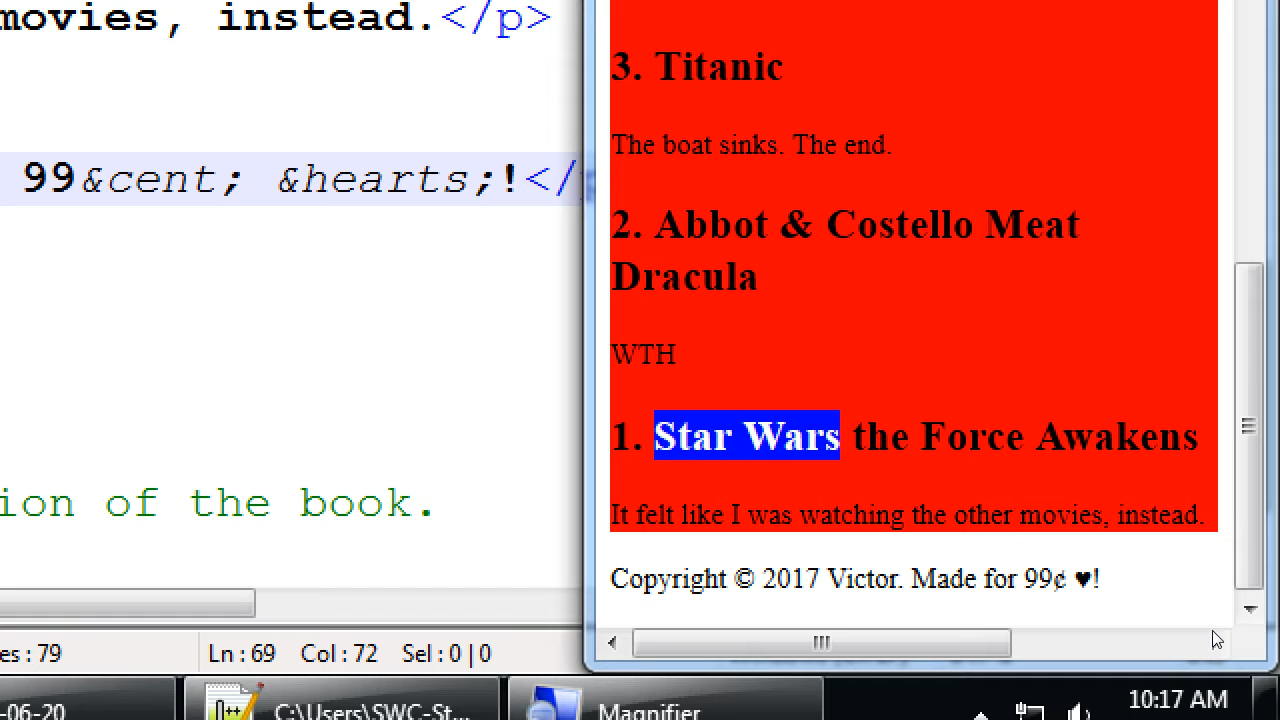 movies, instead.</p>
99&cent; &hearts;!</
ion of the book.
3. Titanic
The boat sinks. The end.
2. Abbot & Costello Meat
Dracula
WTH
1. Star Wars the Force Awakens
It felt like I was watching the other movies, instead.
Copyright © 2017 Victor. Made for 99¢ ♥!
es : 79 Ln : 69 Col : 72 Sel : 0 | 0
-06-20 C:\Users\SWC-St... Magnifier 10:17 AM